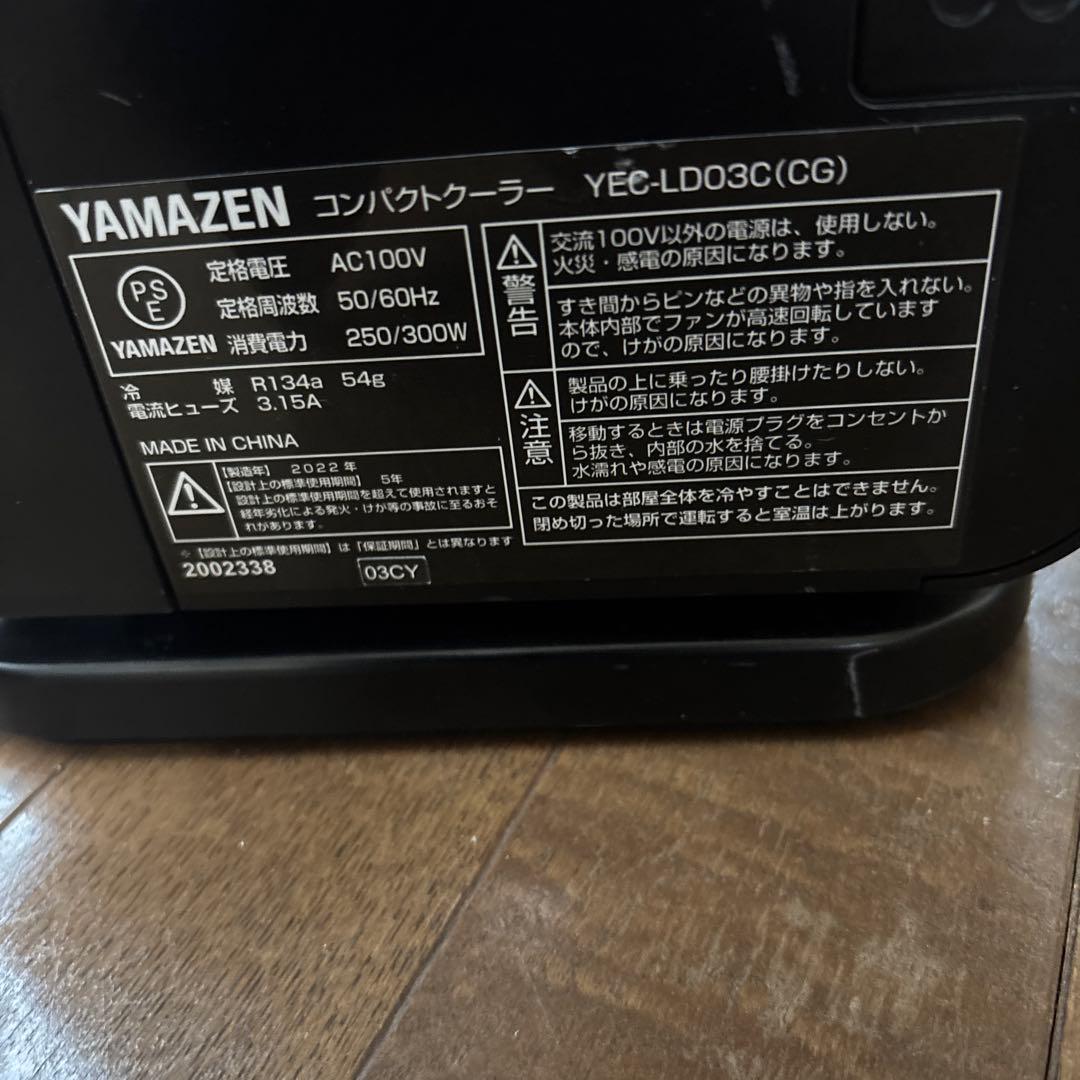 YAMAZEN コンパクトクーラー YEC-LD03C(CG)
PSE
YAMAZEN
定格電圧 AC100V
定格周波数 50/60Hz
消費電力 250/300W
冷媒 R134a 54g
電流ヒューズ 3.15A
MADE IN CHINA
【製造年】 2022年
【設計上の標準使用期間】 5年
設計上の標準使用期間を超えて使用されますと
経年劣化による発火・けが等の事故に至るおそ
れがあります。
※【設計上の標準使用期間】は「保証期間」とは異なります
2002338 03CY
警告
交流100V以外の電源は、使用しない。
火災・感電の原因になります。
すき間からピンなどの異物や指を入れない。
本体内部でファンが高速回転しています
ので、けがの原因になります。
注意
製品の上に乗ったり腰掛けたりしない。
けがの原因になります。
移動するときは電源プラグをコンセントか
ら抜き、内部の水を捨てる。
水濡れや感電の原因になります。
この製品は部屋全体を冷やすことはできません。
閉め切った場所で運転すると室温は上がります。